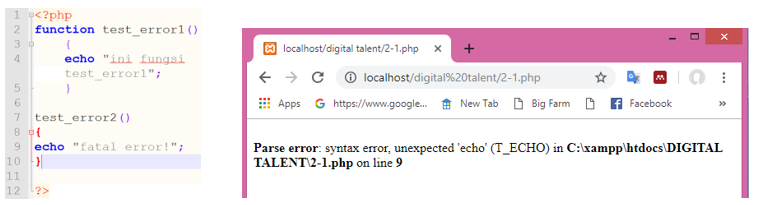 1 <?php
2 function test_error1()
3 {
4 echo "ini fungsi
test_error1";
5 }
6
7 test_error2()
8 {
9 echo "fatal error!";
10 }
11
12 ?>
localhost/digital talent/2-1.php
localhost/digital%20talent/2-1.php
Apps https://www.google... New Tab Big Farm Facebook »
Parse error: syntax error, unexpected 'echo' (T_ECHO) in C:\xampp\htdocs\DIGITAL
TALENT\2-1.php on line 9